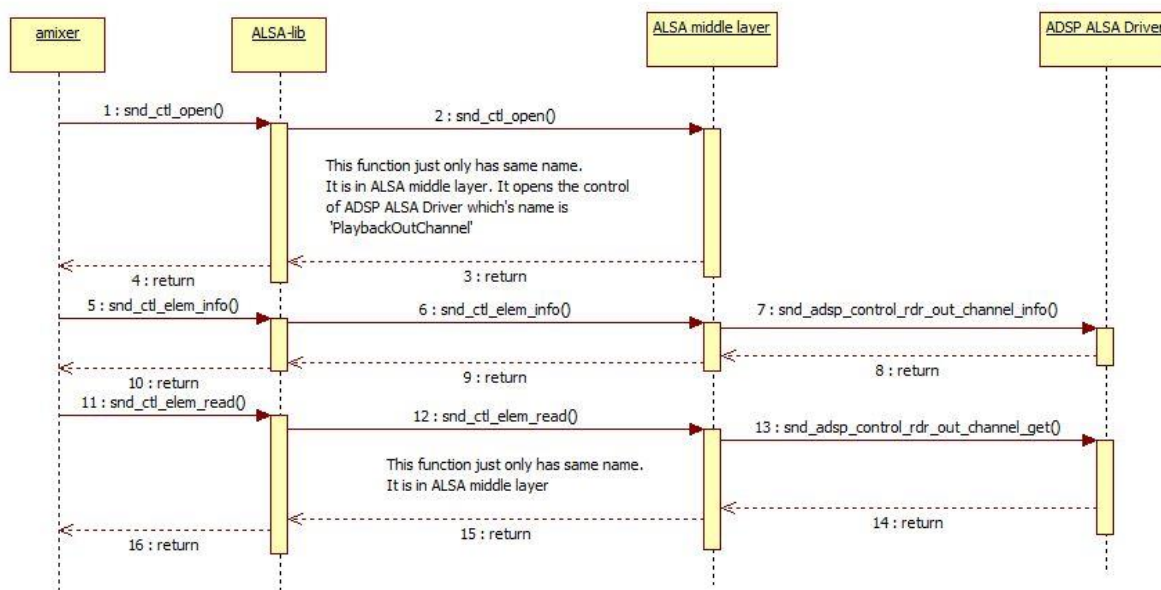 amixer
ALSA-lib
ALSA middle layer
ADSP ALSA Driver
1 : snd_ctl_open()
2 : snd_ctl_open()
This function just only has same name.
It is in ALSA middle layer. It opens the control
of ADSP ALSA Driver which's name is
'PlaybackOutChannel'
3 : return
4 : return
5 : snd_ctl_elem_info()
6 : snd_ctl_elem_info()
7 : snd_adsp_control_rdr_out_channel_info()
8 : return
9 : return
10 : return
11 : snd_ctl_elem_read()
12 : snd_ctl_elem_read()
13 : snd_adsp_control_rdr_out_channel_get()
This function just only has same name.
It is in ALSA middle layer
14 : return
15 : return
16 : return